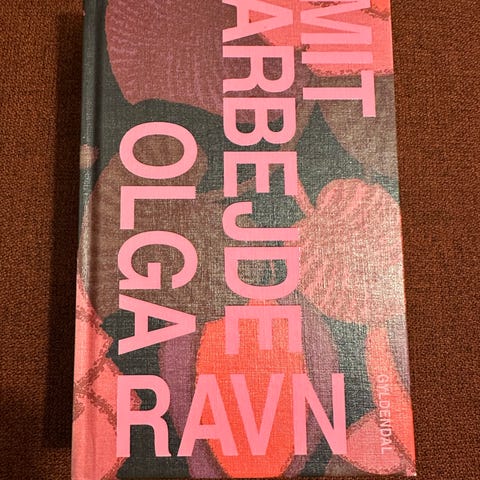 MIT
ARBEJDE
OLGA
RAVN
GYLDENDAL